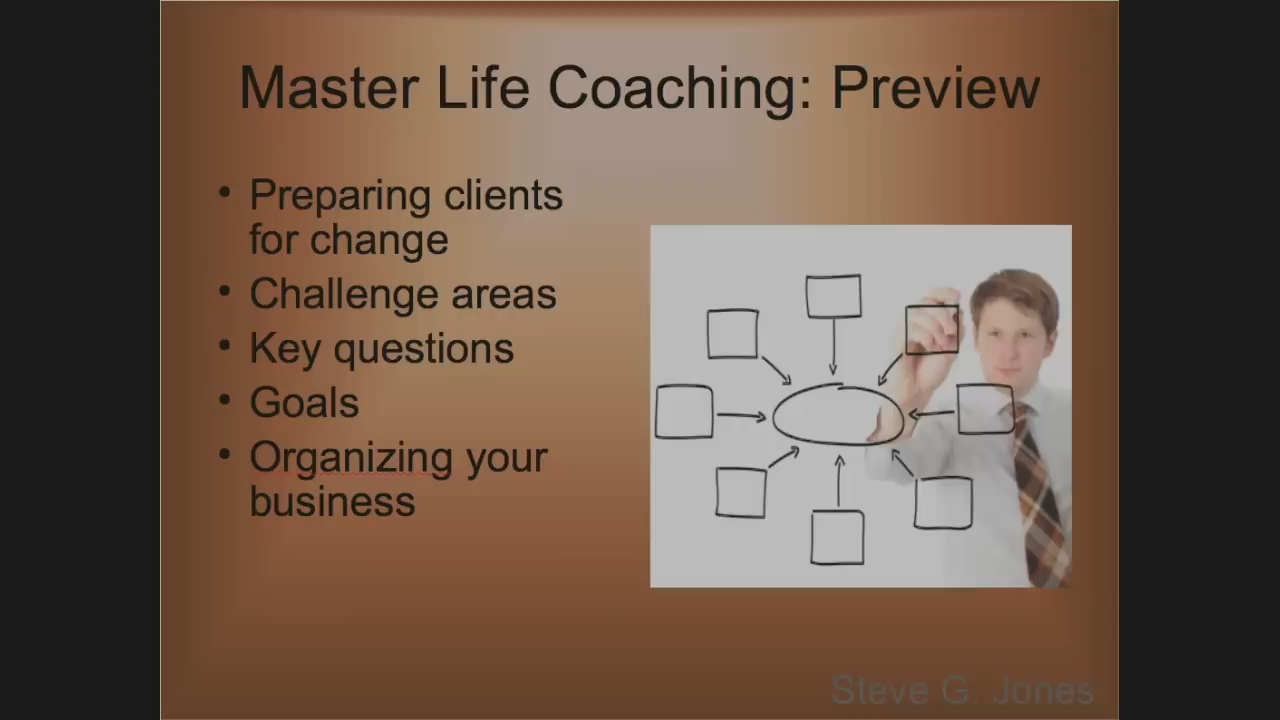 Master Life Coaching: Preview
• Preparing clients
for change
• Challenge areas
• Key questions
• Goals
• Organizing your
business
Steve G. Jones